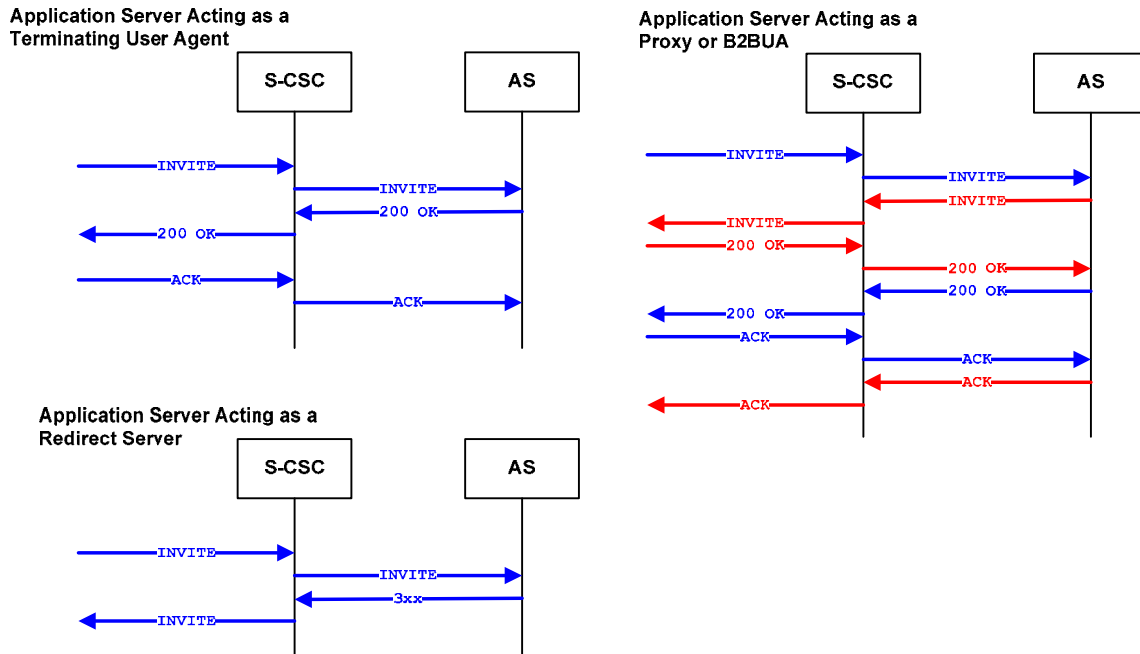 Application Server Acting as a
Terminating User Agent
S-CSC
AS
INVITE
INVITE
200 OK
200 OK
ACK
ACK
Application Server Acting as a
Proxy or B2BUA
S-CSC
AS
INVITE
INVITE
INVITE
INVITE
200 OK
200 OK
200 OK
200 OK
ACK
ACK
ACK
ACK
Application Server Acting as a
Redirect Server
S-CSC
AS
INVITE
INVITE
3xx
INVITE